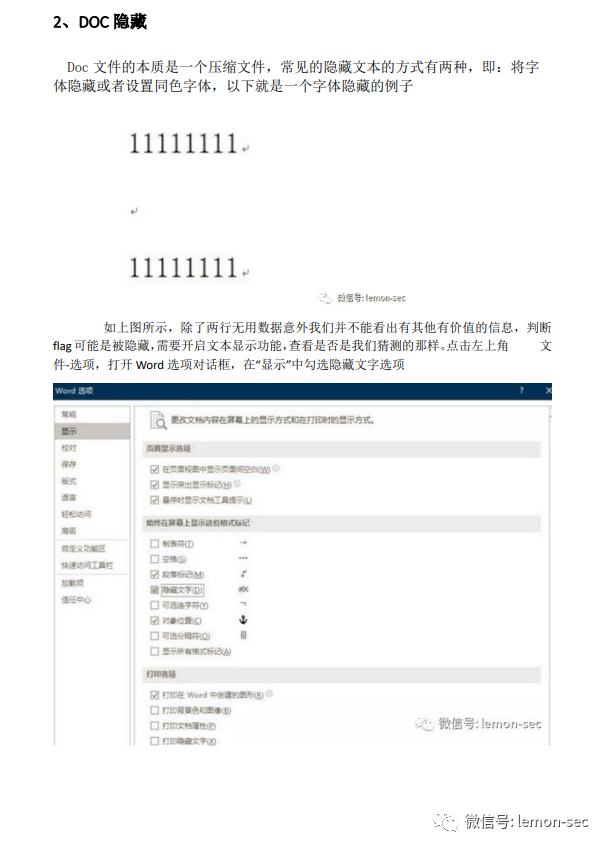 2、DOC 隐藏
Doc 文件的本质是一个压缩文件，常见的隐藏文本的方式有两种，即：将字
体隐藏或者设置同色字体，以下就是一个字体隐藏的例子
11111111
11111111
微信号: lemon-sec
如上图所示，除了两行无用数据意外我们并不能看出有其他有价值的信息，判断
flag 可能是被隐藏，需要开启文本显示功能，查看是否是我们猜测的那样。点击左上角 文
件-选项，打开 Word 选项对话框，在“显示”中勾选隐藏文字选项
Word 选项 ? ×
常规
显示
校对
保存
版式
语言
轻松访问
高级
自定义功能区
快速访问工具栏
加载项
信任中心
更改文档内容在屏幕上的显示方式和在打印时的显示方式。
页面显示选项
在页面视图中显示页面间空白(W)
显示突出显示标记(H)
悬停时显示文档工具提示(L)
始终在屏幕上显示这些格式标记
制表符(T) →
空格(S) ···
段落标记(M)
隐藏文字(D) abc
可选连字符(Y) ¬
对象位置(C)
可选分隔符(O)
显示所有格式标记(A)
打印选项
打印在 Word 中创建的图形(R)
打印背景色和图像(B)
打印文档属性(P)
打印隐藏文字(X)
微信号: lemon-sec
微信号: lemon-sec